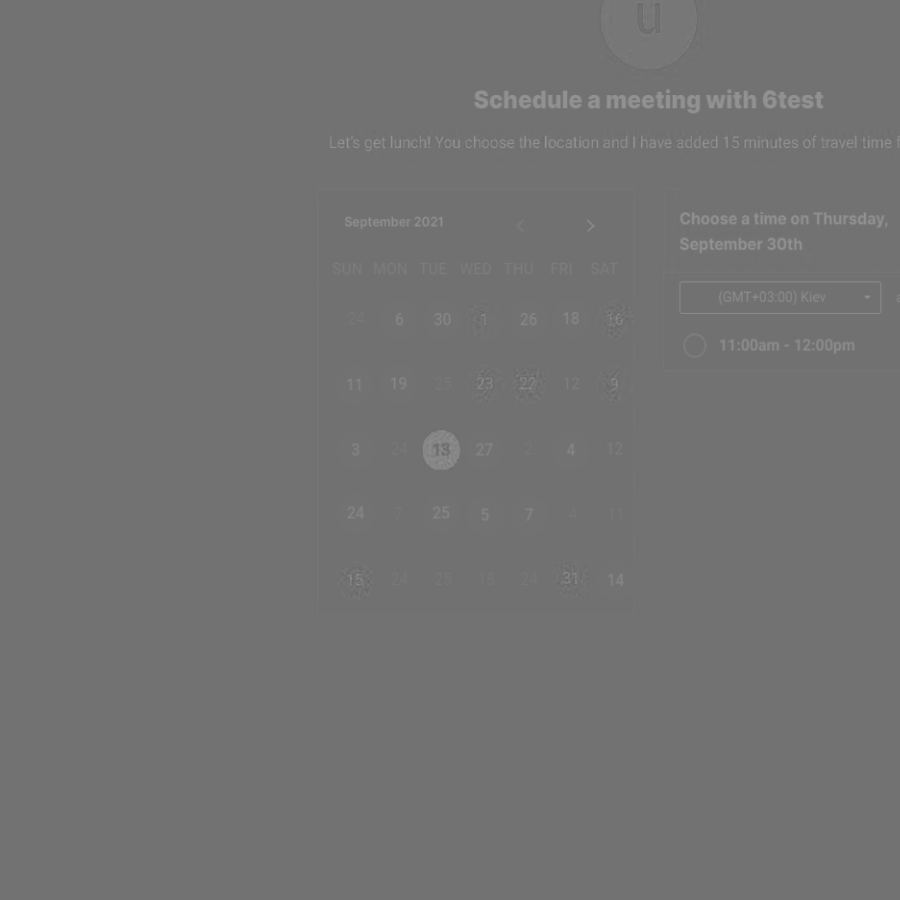 u
Schedule a meeting with 6test
Let's get lunch! You choose the location and I have added 15 minutes of travel time
September 2021
SUN MON TUE WED THU FRI SAT
24 6 30 1 26 18 16
11 19 25 23 22 12 9
3 24 13 27 2 4 12
24 7 25 5 7 4 11
15 24 25 18 24 31 14
Choose a time on Thursday,
September 30th
(GMT+03:00) Kiev
11:00am - 12:00pm